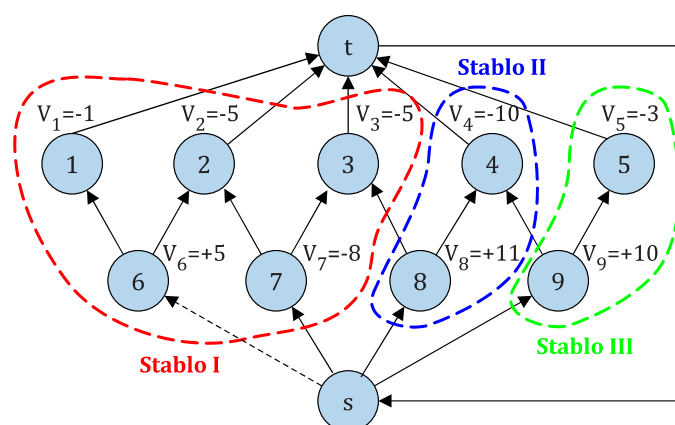 t
Stablo II
V1=-1
V2=-5
V3=-5
V4=-10
V5=-3
1
2
3
4
5
V6=+5
V7=-8
V8=+11
V9=+10
6
7
8
9
Stablo I
Stablo III
s